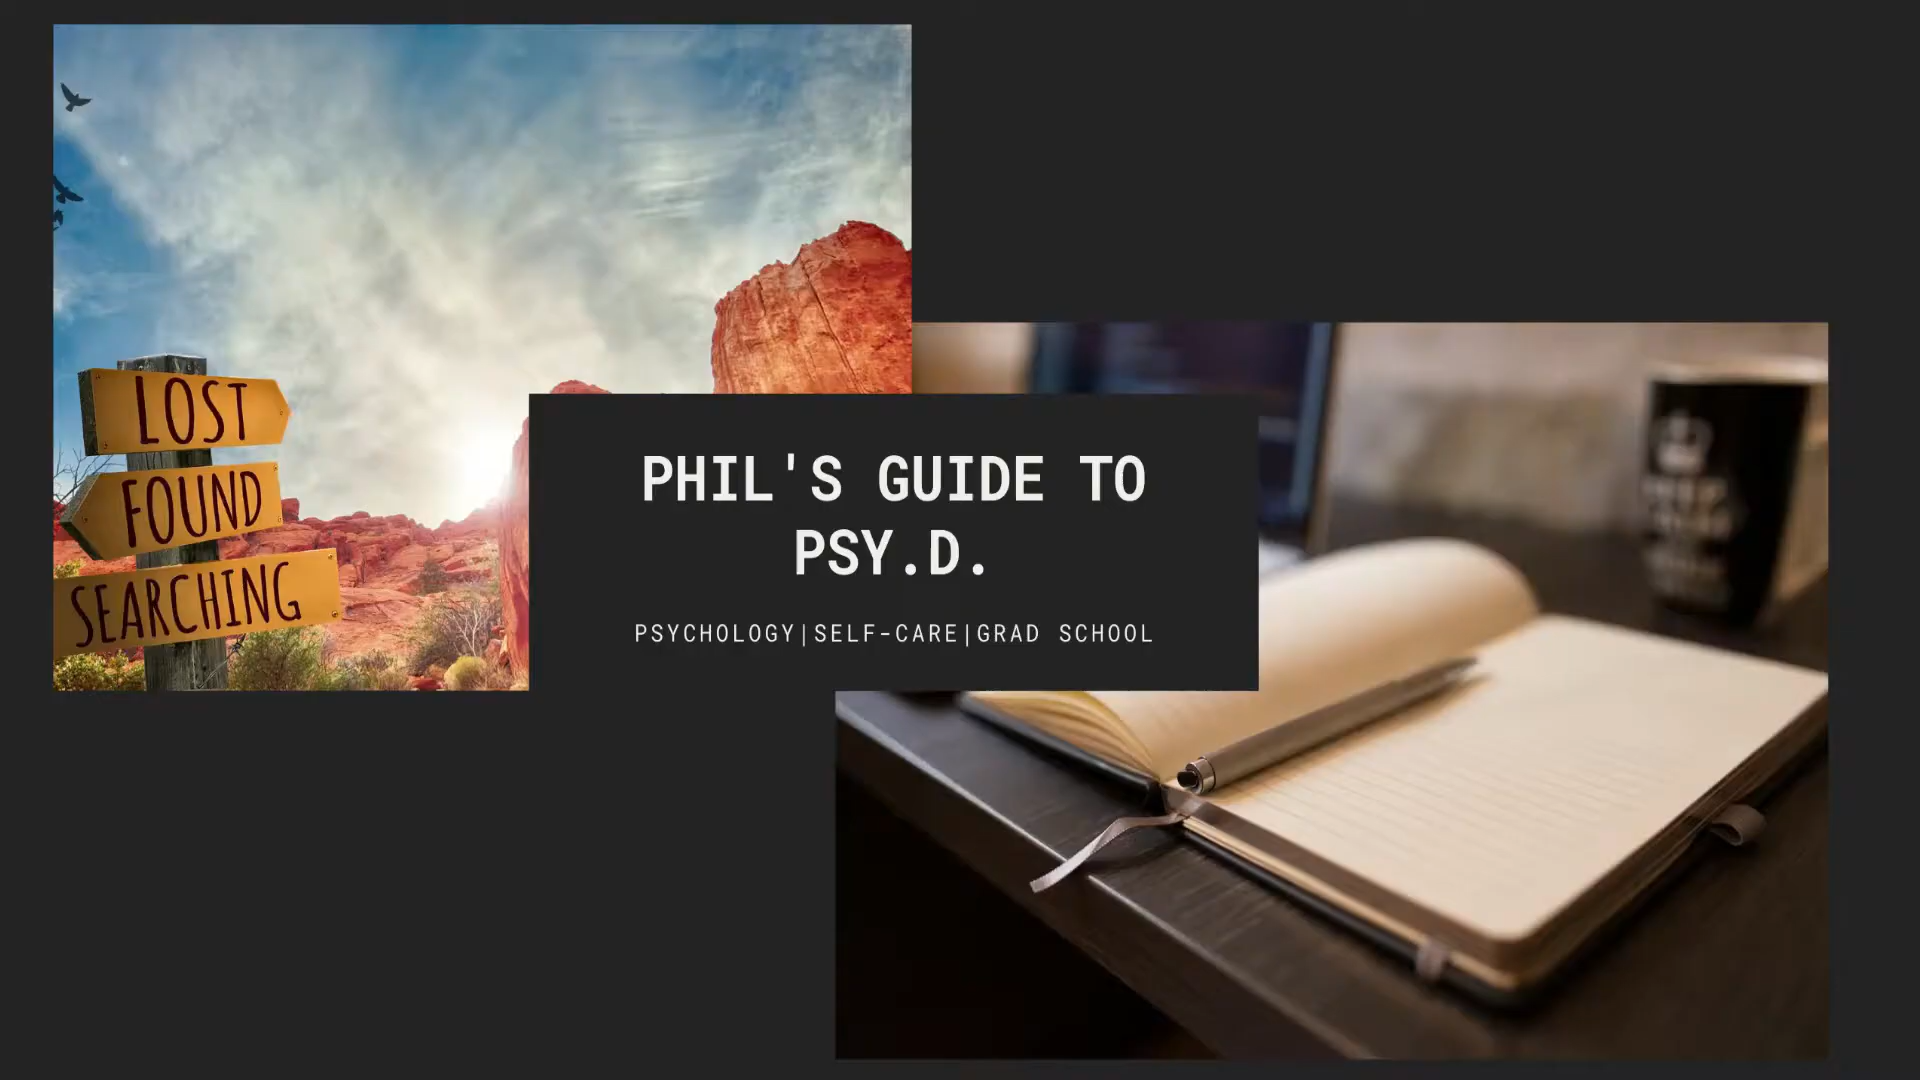 LOST
FOUND
SEARCHING
PHIL'S GUIDE TO
PSY.D.
PSYCHOLOGY|SELF-CARE|GRAD SCHOOL